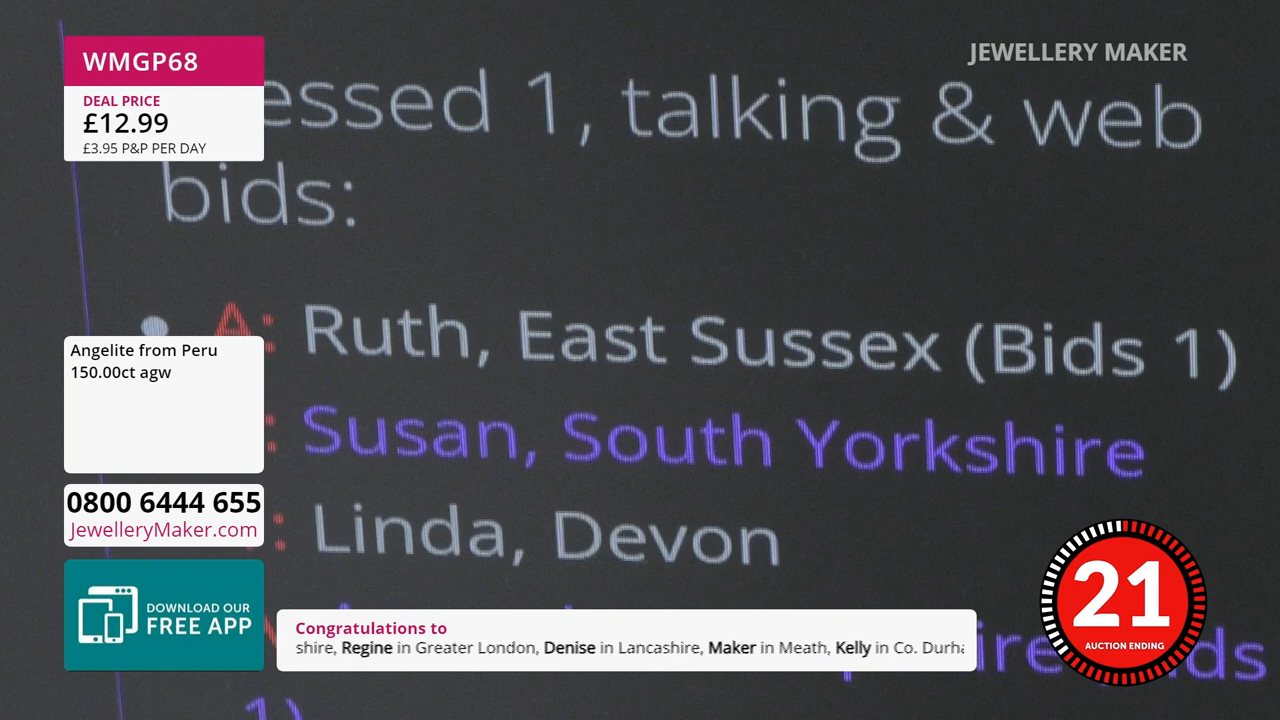 WMGP68
DEAL PRICE
£12.99
£3.95 P&P PER DAY
JEWELLERY MAKER
essed 1, talking & web
bids:
A: Ruth, East Sussex (Bids 1)
: Susan, South Yorkshire
: Linda, Devon
1)
Angelite from Peru
150.00ct agw
0800 6444 655
JewelleryMaker.com
DOWNLOAD OUR
FREE APP
Congratulations to
shire, Regine in Greater London, Denise in Lancashire, Maker in Meath, Kelly in Co. Durha
21
AUCTION ENDING